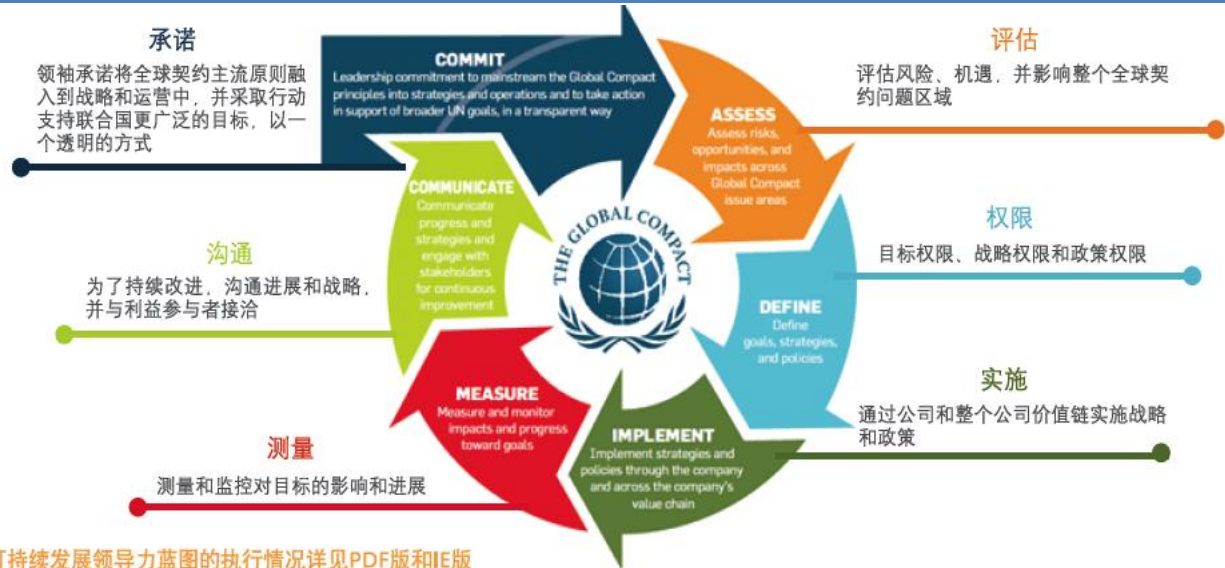 承诺
领袖承诺将全球契约主流原则融
入到战略和运营中，并采取行动
支持联合国更广泛的目标，以一
个透明的方式
COMMIT
Leadership commitment to mainstream the Global Compact
principles into strategies and operations and to take action
in support of broader UN goals, in a transparent way
评估
评估风险、机遇，并影响整个全球契
约问题区域
ASSESS
Assess risks,
opportunities, and
impacts across
Global Compact
issue areas
权限
目标权限、战略权限和政策权限
DEFINE
Define
goals, strategies,
and policies
实施
通过公司和整个公司价值链实施战略
和政策
IMPLEMENT
Implement strategies and
policies through the company
and across the company's
value chain
测量
测量和监控对目标的影响和进展
MEASURE
Measure and monitor
impacts and progress
toward goals
沟通
为了持续改进，沟通进展和战略，
并与利益参与者接洽
COMMUNICATE
Communicate
progress and
strategies and
engage with
stakeholders
for continuous
improvement
THE GLOBAL COMPACT
持续发展领导力蓝图的执行情况详见PDF版和IE版